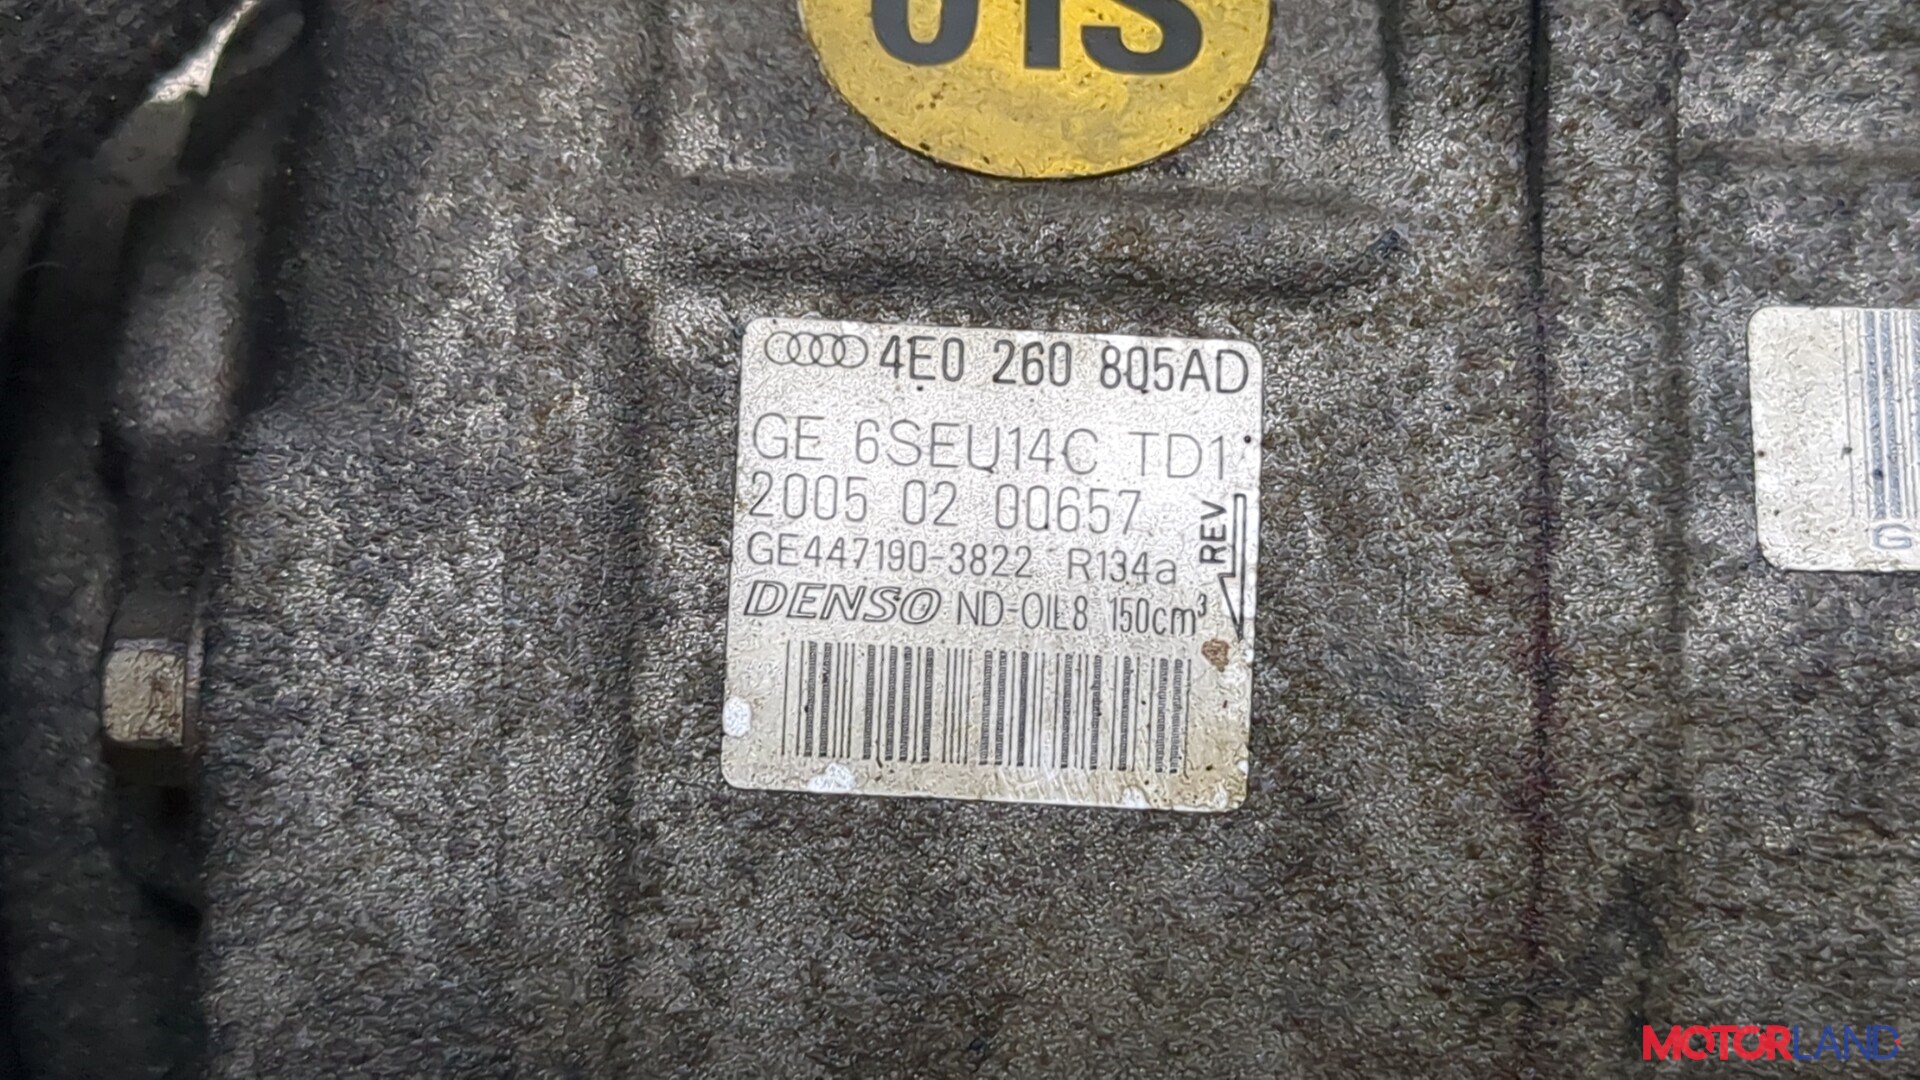 4E0 260 805AD
GE 6SEU14C TD1
2005 02 00657
GE447190-3822 R134a
DENSO ND-OIL8 150cm³
REV
G
MOTORLAND